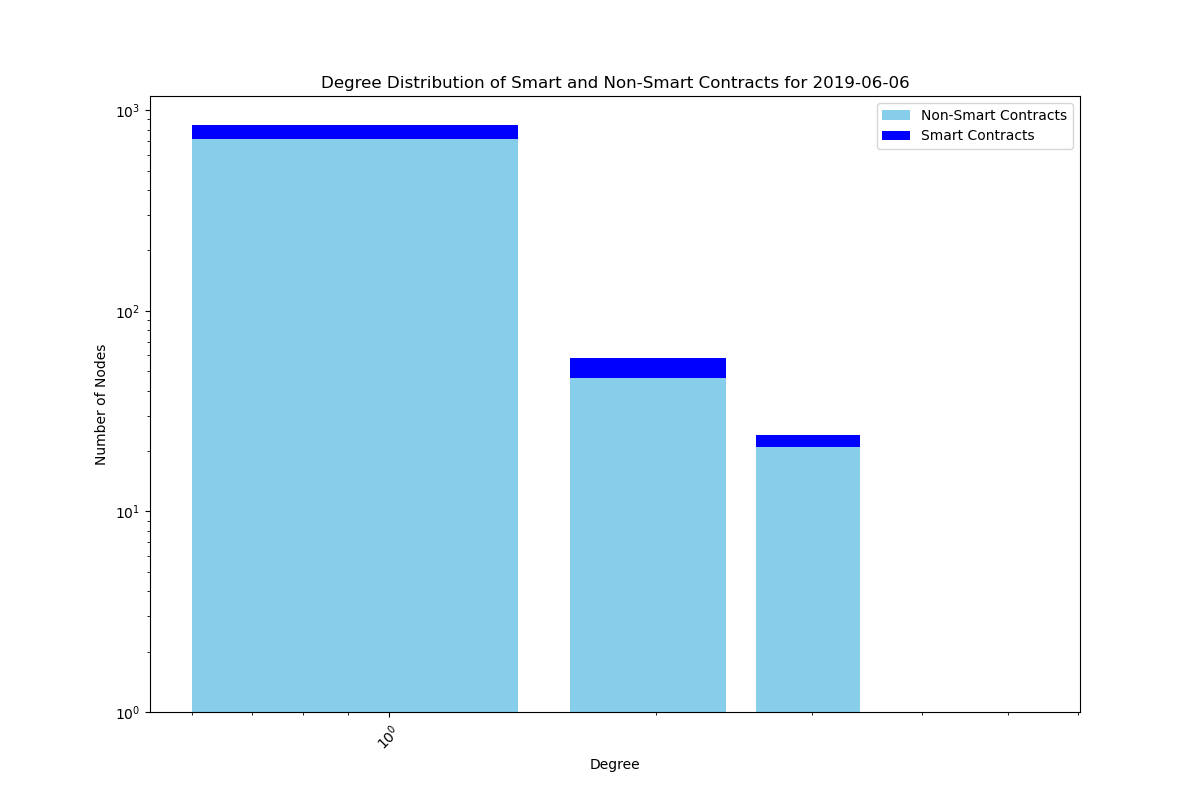 Degree Distribution of Smart and Non-Smart Contracts for 2019-06-06
Non-Smart Contracts
Smart Contracts
Number of Nodes
10³
10²
10¹
10⁰
10⁰
Degree